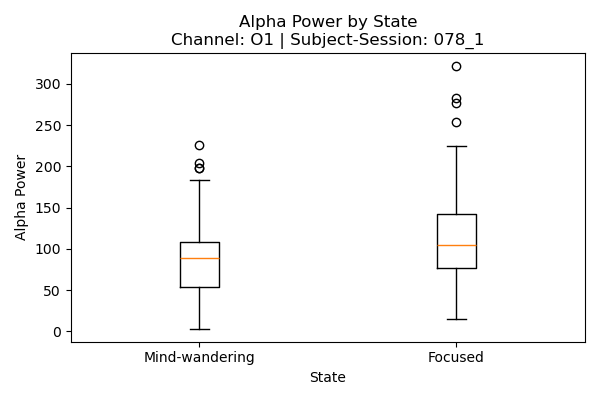 Alpha Power by State
Channel: O1 | Subject-Session: 078_1
Alpha Power
300
250
200
150
100
50
0
Mind-wandering
Focused
State